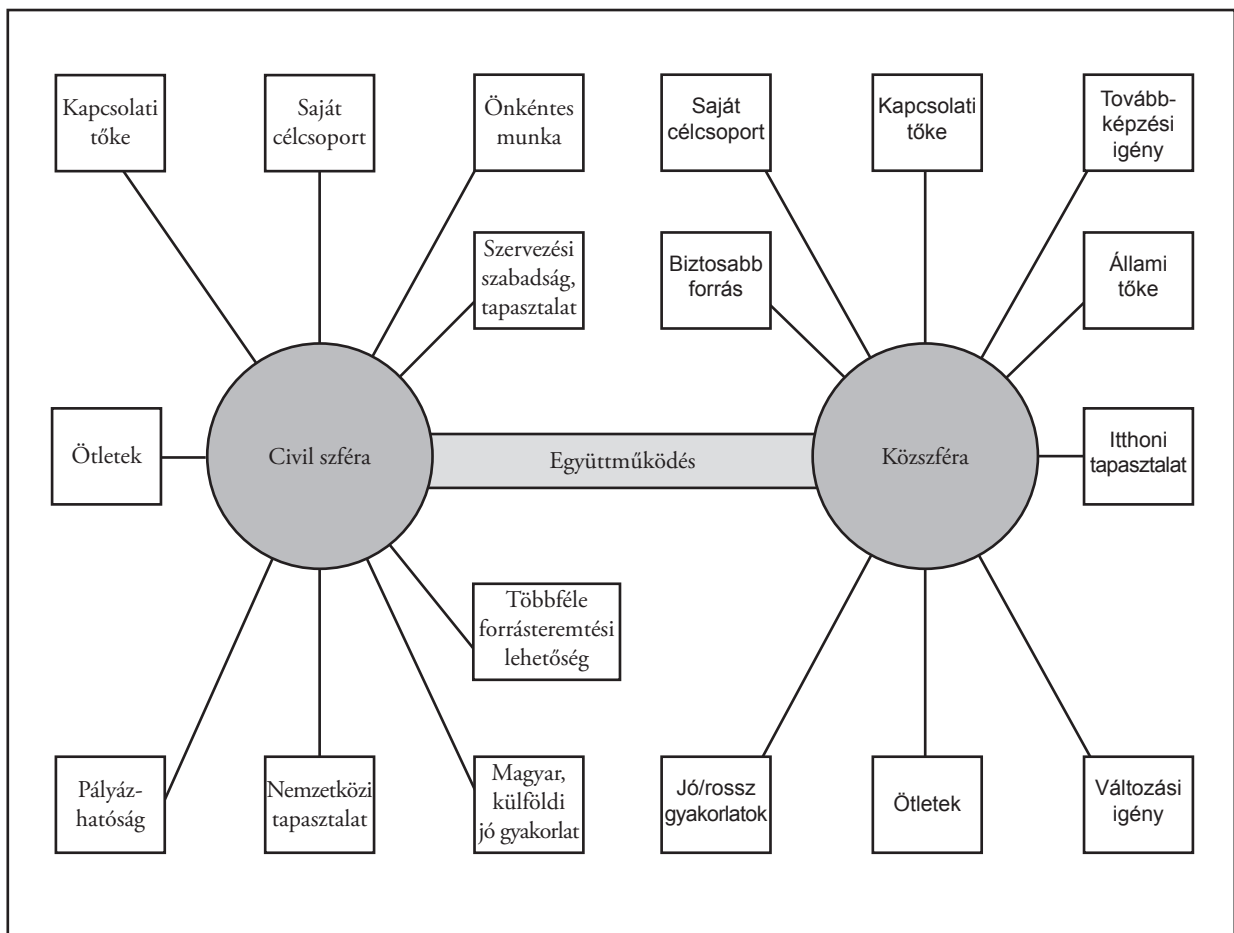 Kapcsolati
tőke
Saját
célcsoport
Önkéntes
munka
Saját
célcsoport
Kapcsolati
tőke
Tovább-
képzési
igény
Szervezési
szabadság,
tapasztalat
Biztosabb
forrás
Állami
tőke
Ötletek
Civil szféra
Együttműködés
Közszféra
Itthoni
tapasztalat
Többféle
forrásteremtési
lehetőség
Pályáz-
hatóság
Nemzetközi
tapasztalat
Magyar,
külföldi
jó gyakorlat
Jó/rossz
gyakorlatok
Ötletek
Változási
igény